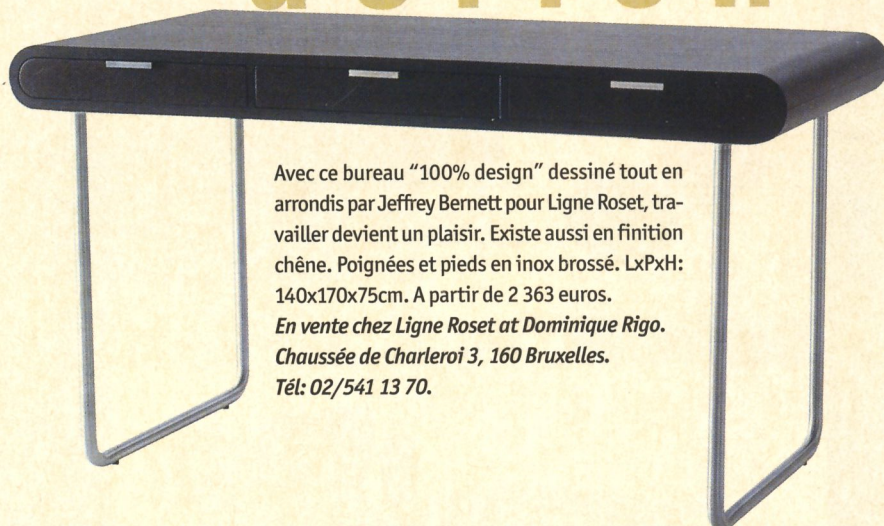 Avec ce bureau “100% design” dessiné tout en
arrondis par Jeffrey Bernett pour Ligne Roset, tra-
vailler devient un plaisir. Existe aussi en finition
chêne. Poignées et pieds en inox brossé. LxPxH:
140x170x75cm. A partir de 2 363 euros.
En vente chez Ligne Roset at Dominique Rigo.
Chaussée de Charleroi 3, 160 Bruxelles.
Tél: 02/541 13 70.